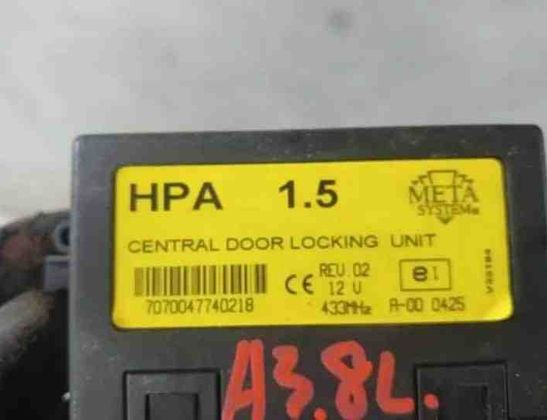 HPA 1.5
META
SYSTEM
CENTRAL DOOR LOCKING UNIT
7070047740218
CE
REV.02
12 V
433MHz
e1
A-00 0425
A3.8L.